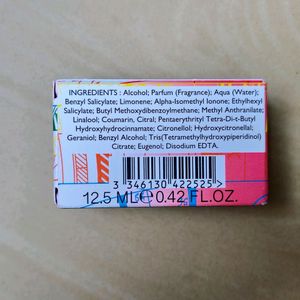 INGREDIENTS : Alcohol; Parfum (Fragrance); Aqua (Water);
Benzyl Salicylate; Limonene; Alpha-Isomethyl Ionone; Ethylhexyl
Salicylate; Butyl Methoxydibenzoylmethane; Methyl Anthranilate;
Linalool; Coumarin, Citral; Pentaerythrityl Tetra-Di-t-Butyl
Hydroxyhydrocinnamate; Citronellol; Hydroxycitronellal;
Geraniol; Benzyl Alcohol; Tris(Tetramethylhydroxypiperidinol)
Citrate; Eugenol; Disodium EDTA.
3 346130 422525
12.5 ML℮ 0.42 FL.OZ.